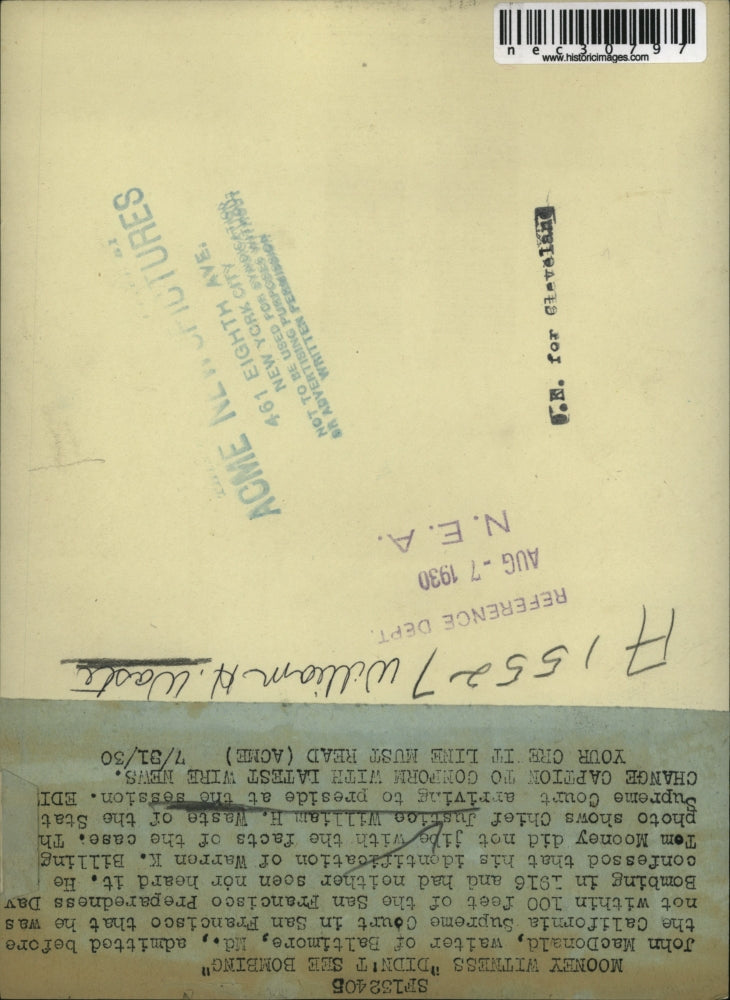 nec30797
www.historicimages.com
ACME NEWSPICTURES
461 EIGHTH AVE.
NEW YORK CITY
NOT TO BE USED FOR SYNDICATION
OR ADVERTISING PURPOSES WITHOUT
WRITTEN PERMISSION
for Cleveland
N. E. A.
AUG - 7 1930
REFERENCE DEPT.
A 15527 William H. Waste
SF132405
MOONEY WITNESS "DIDN'T SEE BOMBING"
John MacDonald, waiter of Baltimore, Md., admitted before
the California Supreme Court in San Francisco that he was
not within 100 feet of the San Francisco Preparedness Day
Bombing in 1916 and had neither seen nor heard it. He
confessed that his identification of Warren K. Billing
Tom Mooney did not jibe with the facts of the case. Th
photo shows Chief Justice William H. Waste of the Stat
Supreme Court arriving to preside at the session. EDI
CHANGE CAPTION TO CONFORM WITH LATEST WIRE NEWS.
YOUR CRE IT LINE MUST READ (ACME) 7/31/30